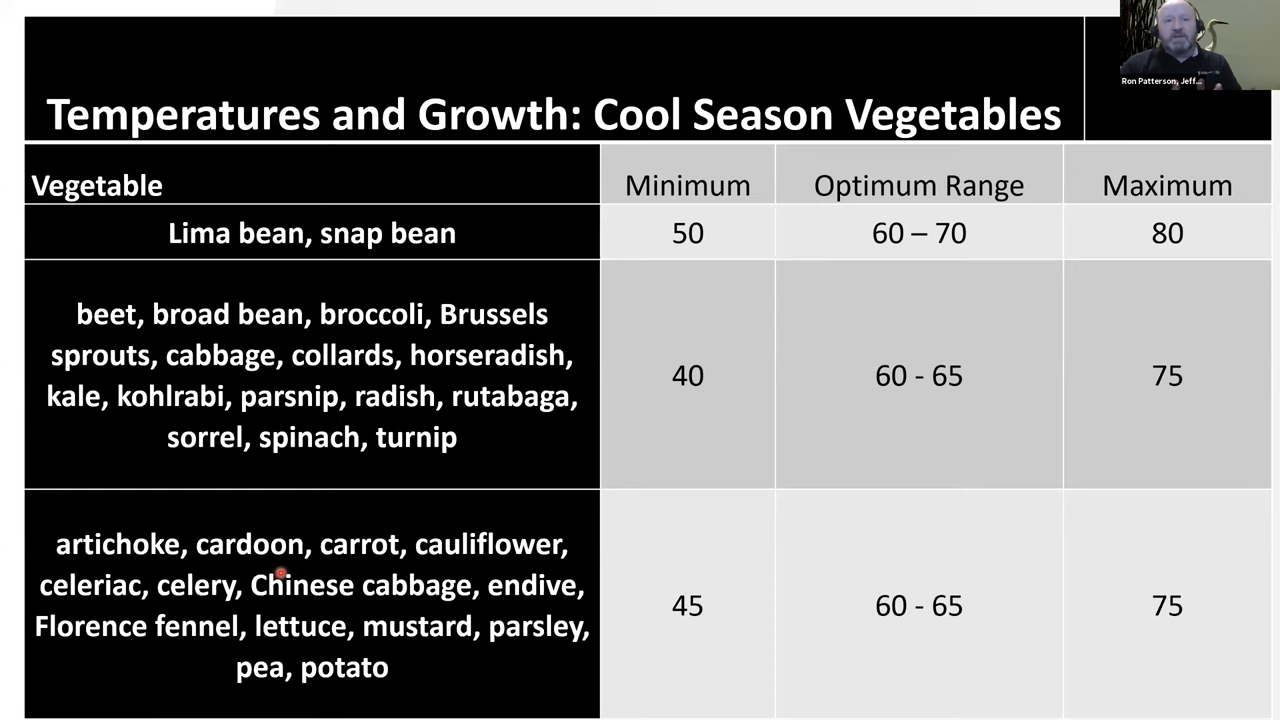 Ron Patterson, Jeff...
Temperatures and Growth: Cool Season Vegetables
Vegetable Minimum Optimum Range Maximum
Lima bean, snap bean 50 60 – 70 80
beet, broad bean, broccoli, Brussels
sprouts, cabbage, collards, horseradish,
kale, kohlrabi, parsnip, radish, rutabaga,
sorrel, spinach, turnip
40 60 - 65 75
artichoke, cardoon, carrot, cauliflower,
celeriac, celery, Chinese cabbage, endive,
Florence fennel, lettuce, mustard, parsley,
pea, potato
45 60 - 65 75